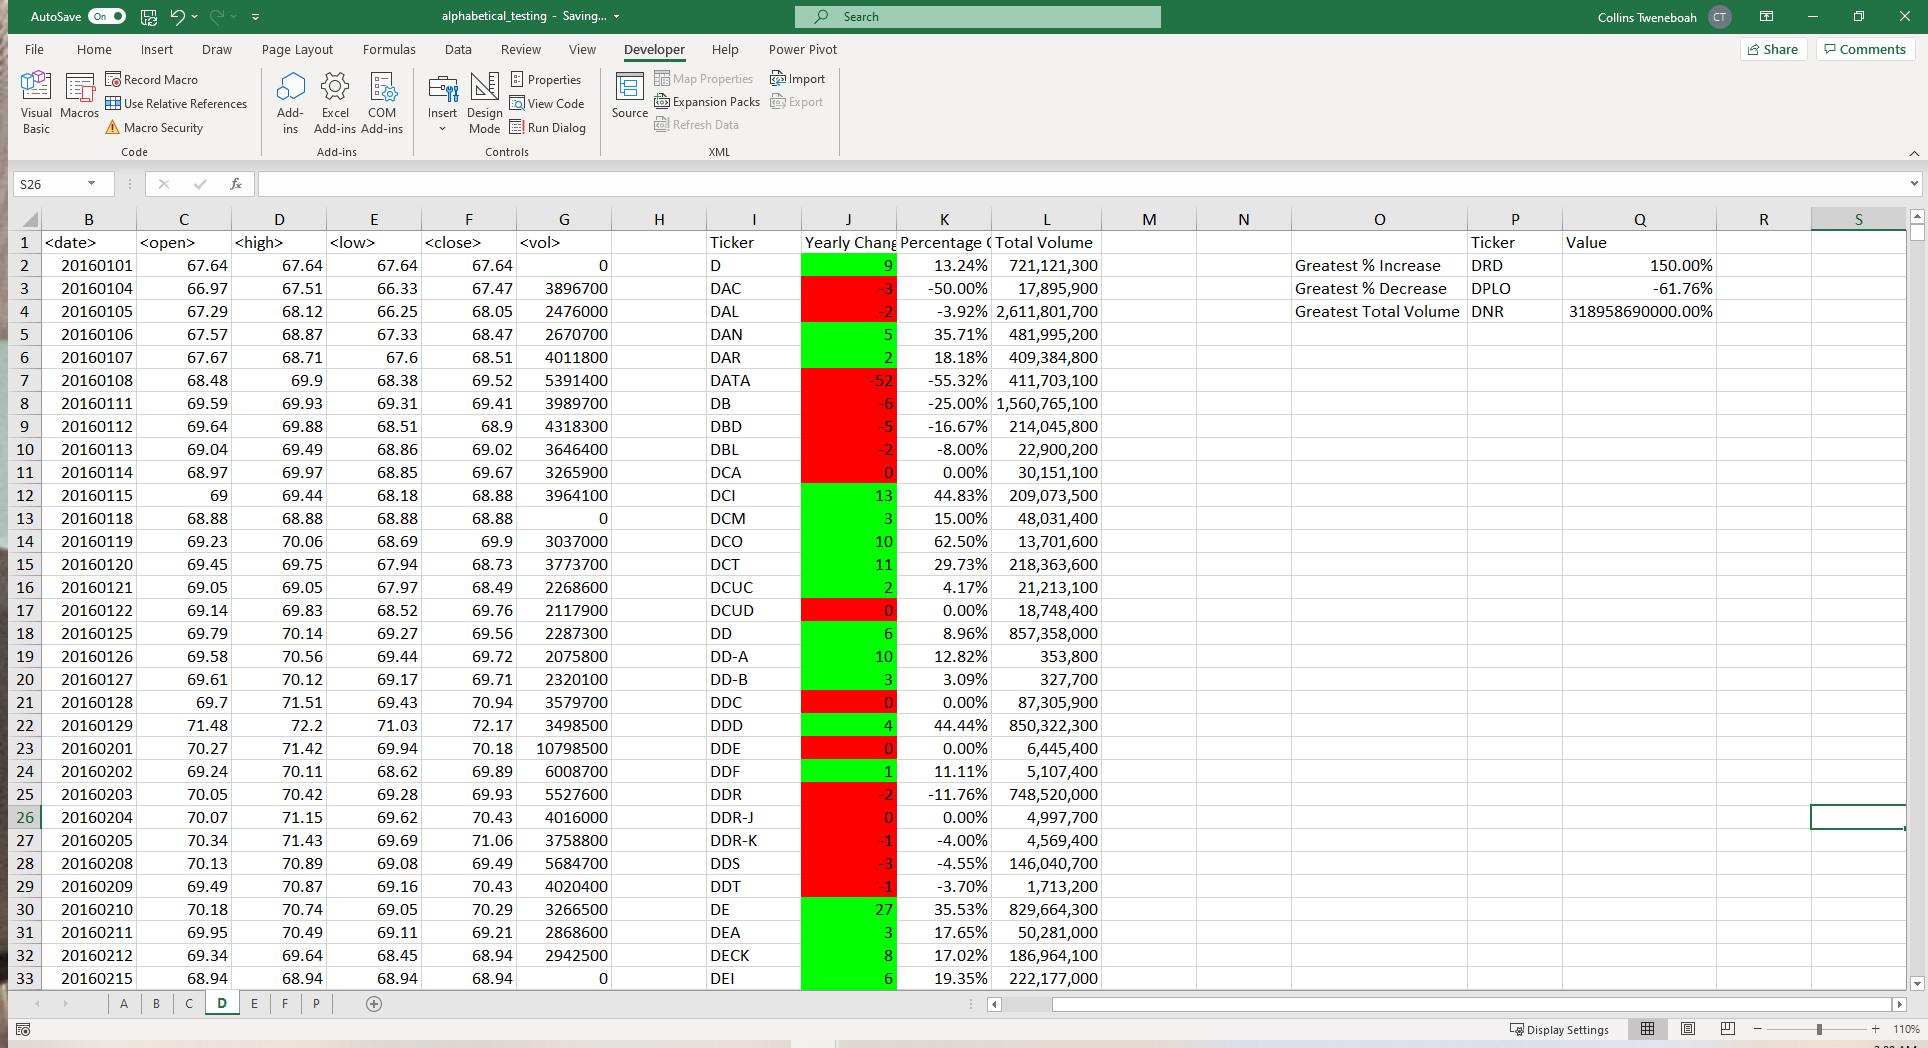 AutoSave On alphabetical_testing - Saving... Search Collins Tweneboah CT
File Home Insert Draw Page Layout Formulas Data Review View Developer Help Power Pivot Share Comments
Visual Basic Macros Record Macro Use Relative References Macro Security
Add-ins Excel Add-ins COM Add-ins
Insert Design Mode Properties View Code Run Dialog
Source Map Properties Expansion Packs Refresh Data Import Export
Code Add-ins Controls XML
S26 fx
B C D E F G H I J K L M N O P Q R S
1 <date> <open> <high> <low> <close> <vol> Ticker Yearly Chang Percentage Total Volume Ticker Value
2 20160101 67.64 67.64 67.64 67.64 0 D 9 13.24% 721,121,300 Greatest % Increase DRD 150.00%
3 20160104 66.97 67.51 66.33 67.47 3896700 DAC -3 -50.00% 17,895,900 Greatest % Decrease DPLO -61.76%
4 20160105 67.29 68.12 66.25 68.05 2476000 DAL -2 -3.92% 2,611,801,700 Greatest Total Volume DNR 318958690000.00%
5 20160106 67.57 68.87 67.33 68.47 2670700 DAN 5 35.71% 481,995,200
6 20160107 67.67 68.71 67.6 68.51 4011800 DAR 2 18.18% 409,384,800
7 20160108 68.48 69.9 68.38 69.52 5391400 DATA -52 -55.32% 411,703,100
8 20160111 69.59 69.93 69.31 69.41 3989700 DB -6 -25.00% 1,560,765,100
9 20160112 69.64 69.88 68.51 68.9 4318300 DBD -5 -16.67% 214,045,800
10 20160113 69.04 69.49 68.86 69.02 3646400 DBL -2 -8.00% 22,900,200
11 20160114 68.97 69.97 68.85 69.67 3265900 DCA 0 0.00% 30,151,100
12 20160115 69 69.44 68.18 68.88 3964100 DCI 13 44.83% 209,073,500
13 20160118 68.88 68.88 68.88 68.88 0 DCM 3 15.00% 48,031,400
14 20160119 69.23 70.06 68.69 69.9 3037000 DCO 10 62.50% 13,701,600
15 20160120 69.45 69.75 67.94 68.73 3773700 DCT 11 29.73% 218,363,600
16 20160121 69.05 69.05 67.97 68.49 2268600 DCUC 2 4.17% 21,213,100
17 20160122 69.14 69.83 68.52 69.76 2117900 DCUD 0 0.00% 18,748,400
18 20160125 69.79 70.14 69.27 69.56 2287300 DD 6 8.96% 857,358,000
19 20160126 69.58 70.56 69.44 69.72 2075800 DD-A 10 12.82% 353,800
20 20160127 69.61 70.12 69.17 69.71 2320100 DD-B 3 3.09% 327,700
21 20160128 69.7 71.51 69.43 70.94 3579700 DDC 0 0.00% 87,305,900
22 20160129 71.48 72.2 71.03 72.17 3498500 DDD 4 44.44% 850,322,300
23 20160201 70.27 71.42 69.94 70.18 10798500 DDE 0 0.00% 6,445,400
24 20160202 69.24 70.11 68.62 69.89 6008700 DDF 1 11.11% 5,107,400
25 20160203 70.05 70.42 69.28 69.93 5527600 DDR -2 -11.76% 748,520,000
26 20160204 70.07 71.15 69.62 70.43 4016000 DDR-J 0 0.00% 4,997,700
27 20160205 70.34 71.43 69.69 71.06 3758800 DDR-K -1 -4.00% 4,569,400
28 20160208 70.13 70.89 69.08 69.49 5684700 DDS -3 -4.55% 146,040,700
29 20160209 69.49 70.87 69.16 70.43 4020400 DDT -1 -3.70% 1,713,200
30 20160210 70.18 70.74 69.05 70.29 3266500 DE 27 35.53% 829,664,300
31 20160211 69.95 70.49 69.11 69.21 2868600 DEA 3 17.65% 50,281,000
32 20160212 69.34 69.64 68.45 68.94 2942500 DECK 8 17.02% 186,964,100
33 20160215 68.94 68.94 68.94 68.94 0 DEI 6 19.35% 222,177,000
A B C D E F P
Display Settings 110%